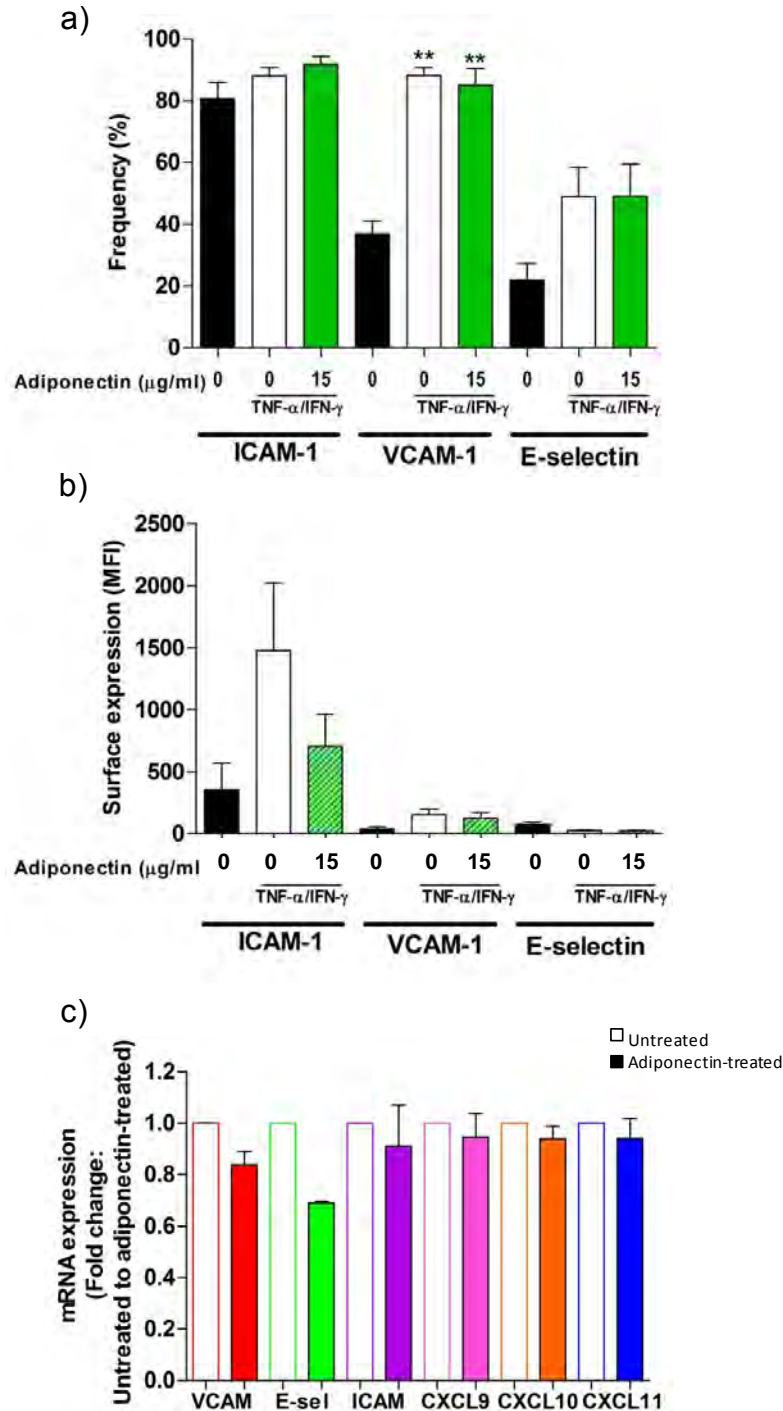 a)
Frequency (%)
100
80
60
40
20
0
** **
Adiponectin (μg/ml) 0 0 15 0 0 15 0 0 15
TNF-α/IFN-γ TNF-α/IFN-γ TNF-α/IFN-γ
ICAM-1 VCAM-1 E-selectin
b)
Surface expression (MFI)
2500
2000
1500
1000
500
0
Adiponectin (μg/ml 0 0 15 0 0 15 0 0 15
TNF-α/IFN-γ TNF-α/IFN-γ TNF-α/IFN-γ
ICAM-1 VCAM-1 E-selectin
c)
Untreated
Adiponectin-treated
mRNA expression
(Fold change:
Untreated to adiponectin-treated)
1.2
1.0
0.8
0.6
0.4
0.2
0.0
VCAM E-sel ICAM CXCL9 CXCL10 CXCL11